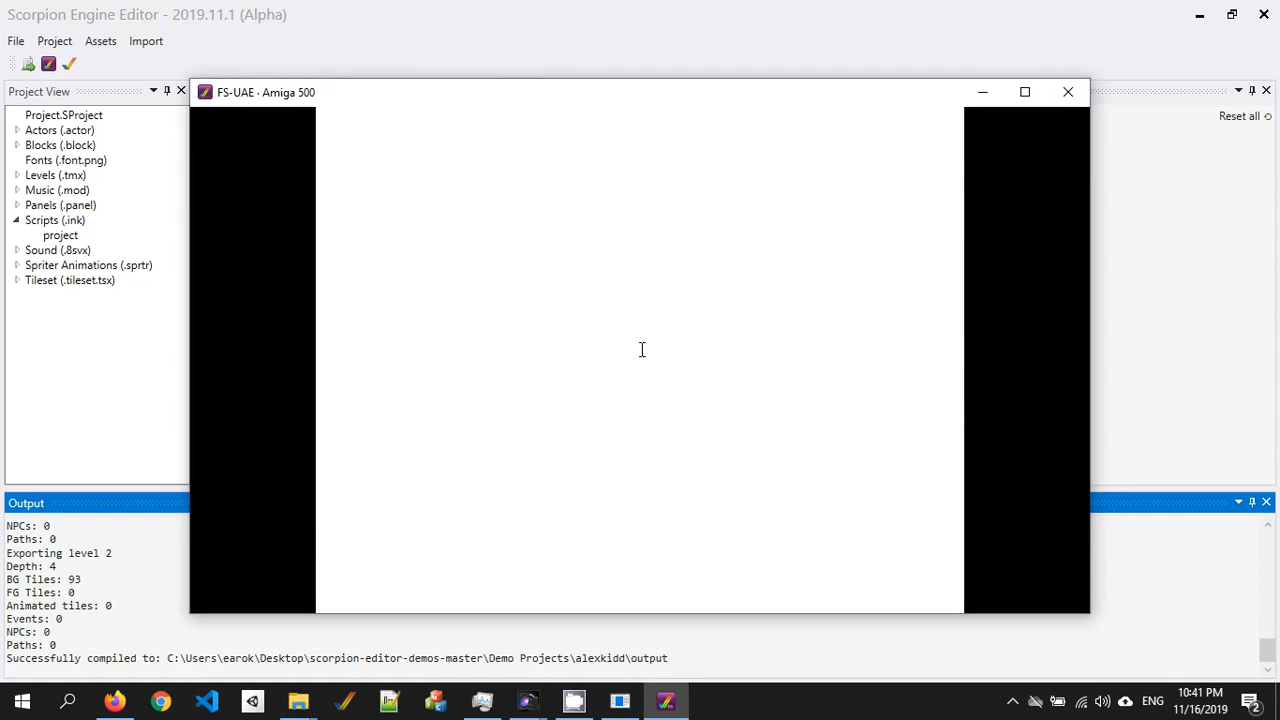 Scorpion Engine Editor - 2019.11.1 (Alpha)
File Project Assets Import
Project View
FS-UAE · Amiga 500
Reset all
Project.SProject
Actors (.actor)
Blocks (.block)
Fonts (.font.png)
Levels (.tmx)
Music (.mod)
Panels (.panel)
Scripts (.ink)
project
Sound (.8svx)
Spriter Animations (.sprtr)
Tileset (.tileset.tsx)
Output
NPCs: 0
Paths: 0
Exporting level 2
Depth: 4
BG Tiles: 93
FG Tiles: 0
Animated tiles: 0
Events: 0
NPCs: 0
Paths: 0
Successfully compiled to: C:\Users\earok\Desktop\scorpion-editor-demos-master\Demo Projects\alexkidd\output
ENG
10:41 PM
11/16/2019
2